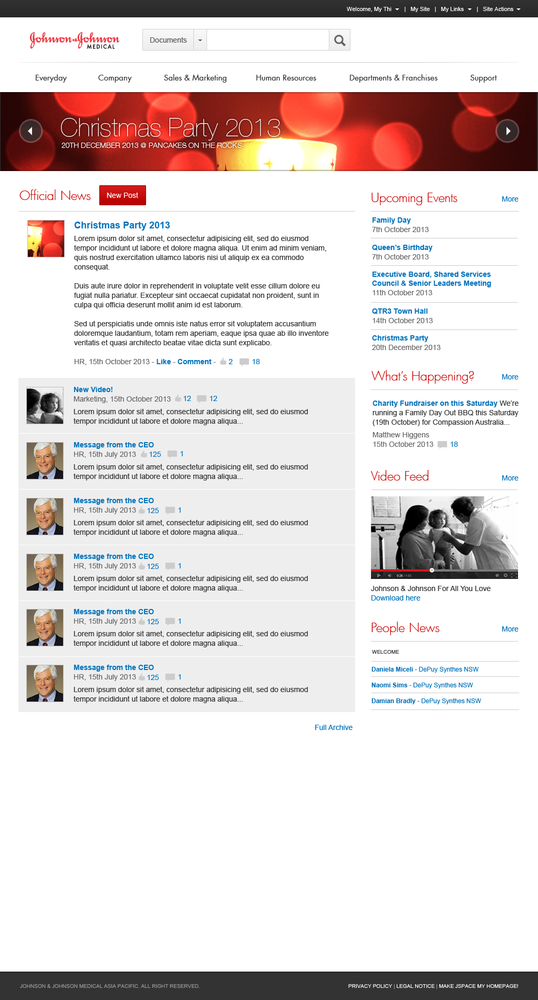 Welcome, My Thi | My Site | My Links | Site Actions
Johnson & Johnson
MEDICAL
Documents
Everyday Company Sales & Marketing Human Resources Departments & Franchises Support
Christmas Party 2013
20TH DECEMBER 2013 @ PANCAKES ON THE ROCKS
Official News New Post
Christmas Party 2013
Lorem ipsum dolor sit amet, consectetur adipisicing elit, sed do eiusmod
tempor incididunt ut labore et dolore magna aliqua. Ut enim ad minim veniam,
quis nostrud exercitation ullamco laboris nisi ut aliquip ex ea commodo
consequat.
Duis aute irure dolor in reprehenderit in voluptate velit esse cillum dolore eu
fugiat nulla pariatur. Excepteur sint occaecat cupidatat non proident, sunt in
culpa qui officia deserunt mollit anim id est laborum.
Sed ut perspiciatis unde omnis iste natus error sit voluptatem accusantium
doloremque laudantium, totam rem aperiam, eaque ipsa quae ab illo inventore
veritatis et quasi architecto beatae vitae dicta sunt explicabo.
HR, 15th October 2013 - Like - Comment - 2 18
New Video!
Marketing, 15th October 2013 12 12
Lorem ipsum dolor sit amet, consectetur adipisicing elit, sed do eiusmod
tempor incididunt ut labore et dolore magna aliqua...
Message from the CEO
HR, 15th July 2013 125 1
Lorem ipsum dolor sit amet, consectetur adipisicing elit, sed do eiusmod
tempor incididunt ut labore et dolore magna aliqua...
Message from the CEO
HR, 15th July 2013 125 1
Lorem ipsum dolor sit amet, consectetur adipisicing elit, sed do eiusmod
tempor incididunt ut labore et dolore magna aliqua...
Message from the CEO
HR, 15th July 2013 125 1
Lorem ipsum dolor sit amet, consectetur adipisicing elit, sed do eiusmod
tempor incididunt ut labore et dolore magna aliqua...
Message from the CEO
HR, 15th July 2013 125 1
Lorem ipsum dolor sit amet, consectetur adipisicing elit, sed do eiusmod
tempor incididunt ut labore et dolore magna aliqua...
Message from the CEO
HR, 15th July 2013 125 1
Lorem ipsum dolor sit amet, consectetur adipisicing elit, sed do eiusmod
tempor incididunt ut labore et dolore magna aliqua...
Full Archive
Upcoming Events More
Family Day
7th October 2013
Queen's Birthday
7th October 2013
Executive Board, Shared Services
Council & Senior Leaders Meeting
11th October 2013
QTR3 Town Hall
14th October 2013
Christmas Party
20th December 2013
What's Happening? More
Charity Fundraiser on this Saturday We're
running a Family Day Out BBQ this Saturday
(19th October) for Compassion Australia...
Matthew Higgens
15th October 2013 18
Video Feed More
0:26 / 1:03
Johnson & Johnson For All You Love
Download here
People News More
WELCOME
Daniela Miceli - DePuy Synthes NSW
Naomi Sims - DePuy Synthes NSW
Damian Bradly - DePuy Synthes NSW
JOHNSON & JOHNSON MEDICAL ASIA PACIFIC. ALL RIGHT RESERVED.
PRIVACY POLICY | LEGAL NOTICE | MAKE JSPACE MY HOMEPAGE!